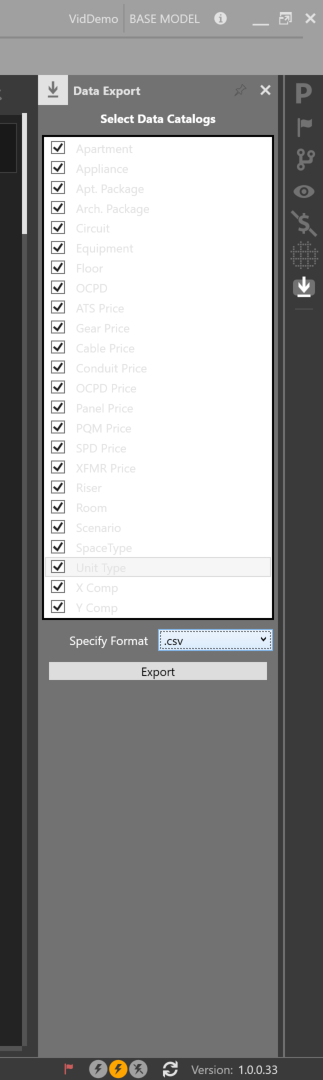 VidDemo BASE MODEL
Data Export
Select Data Catalogs
Apartment
Appliance
Apt. Package
Arch. Package
Circuit
Equipment
Floor
OCPD
ATS Price
Gear Price
Cable Price
Conduit Price
OCPD Price
Panel Price
PQM Price
SPD Price
XFMR Price
Riser
Room
Scenario
SpaceType
Unit Type
X Comp
Y Comp
Specify Format .csv
Export
Version: 1.0.0.33